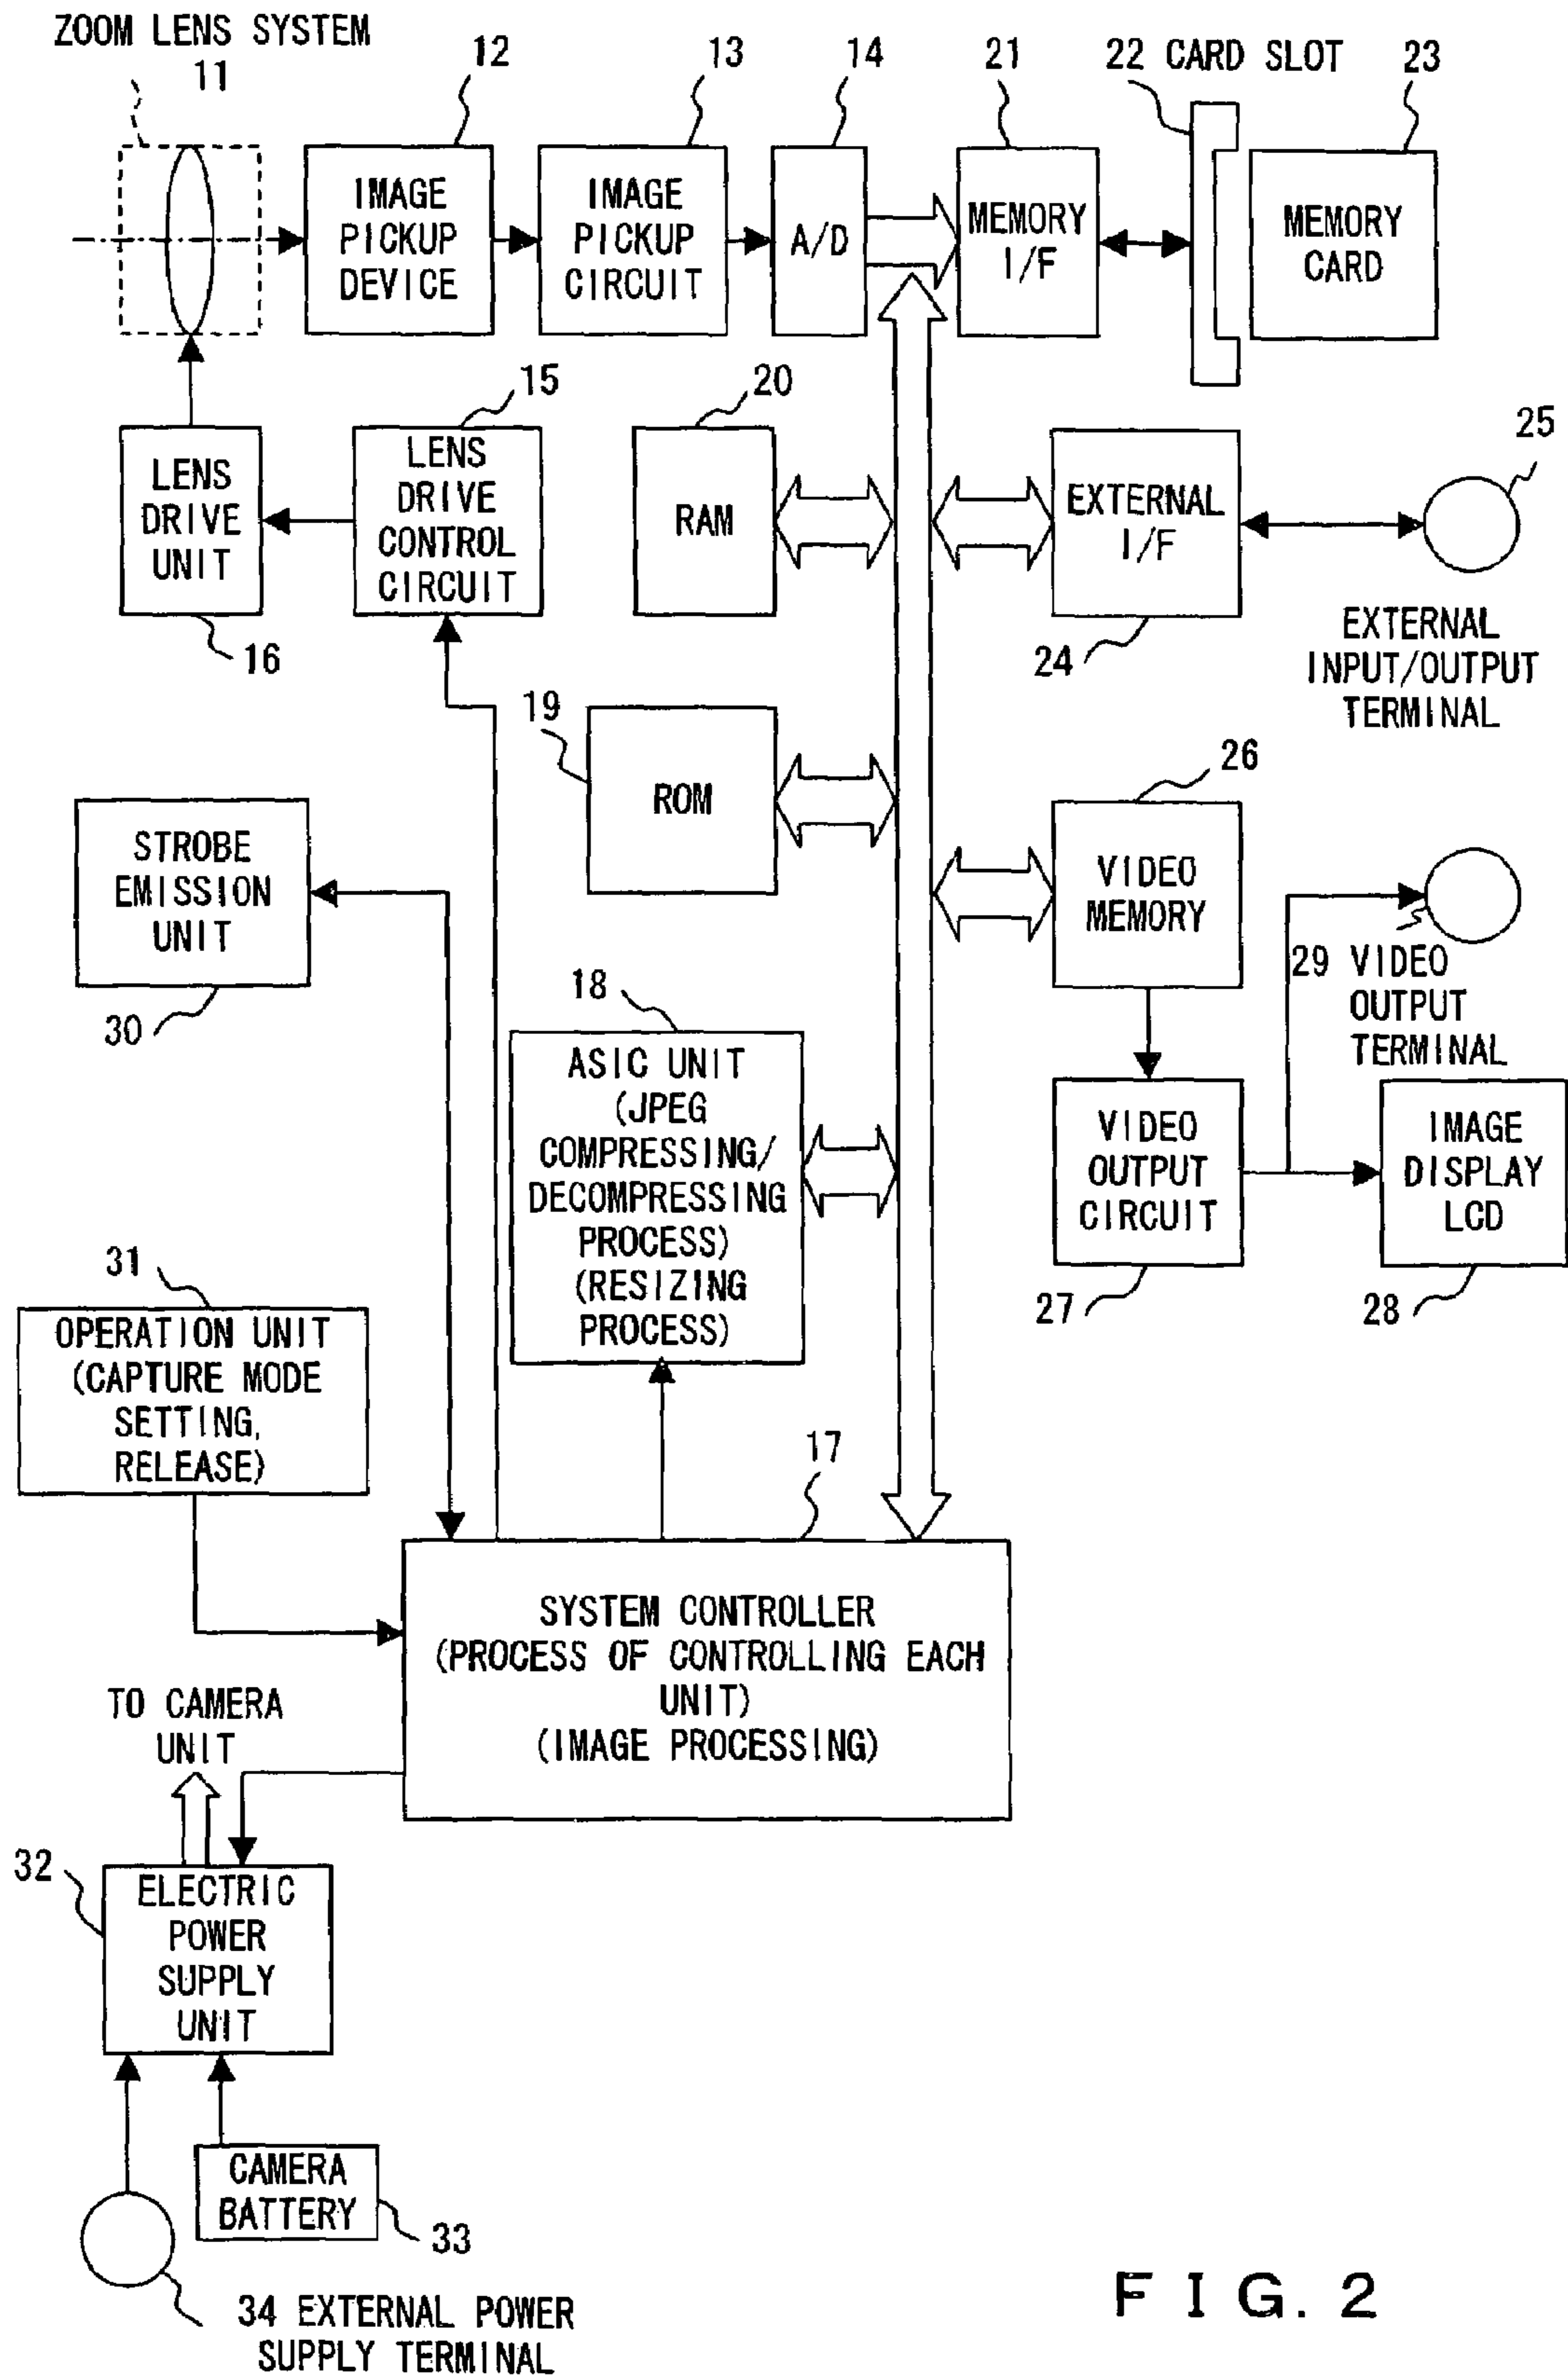 ZOOM LENS SYSTEM
11
12
13
14
21
22 CARD SLOT
23
IMAGE
PICKUP
DEVICE
IMAGE
PICKUP
CIRCUIT
A/D
MEMORY
I/F
MEMORY
CARD
15
20
25
LENS
DRIVE
UNIT
LENS
DRIVE
CONTROL
CIRCUIT
RAM
EXTERNAL
I/F
16
24
EXTERNAL
INPUT/OUTPUT
TERMINAL
19
ROM
26
STROBE
EMISSION
UNIT
VIDEO
MEMORY
29 VIDEO
OUTPUT
TERMINAL
30
18
ASIC UNIT
(JPEG
COMPRESSING/
DECOMPRESSING
PROCESS)
(RESIZING
PROCESS)
VIDEO
OUTPUT
CIRCUIT
IMAGE
DISPLAY
LCD
27
28
31
OPERATION UNIT
(CAPTURE MODE
SETTING,
RELEASE)
17
SYSTEM CONTROLLER
(PROCESS OF CONTROLLING EACH
UNIT)
(IMAGE PROCESSING)
TO CAMERA
UNIT
32
ELECTRIC
POWER
SUPPLY
UNIT
CAMERA
BATTERY
33
34 EXTERNAL POWER
SUPPLY TERMINAL
FIG. 2